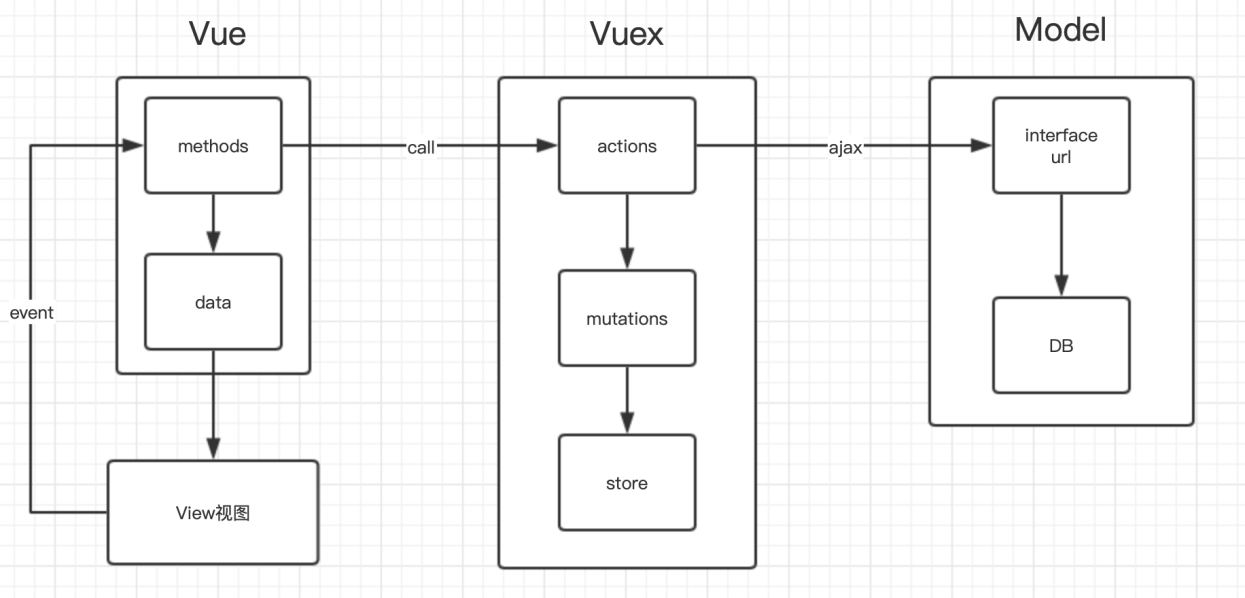 Vue
Vuex
Model
methods
call
actions
ajax
interface
url
data
event
mutations
DB
store
View视图